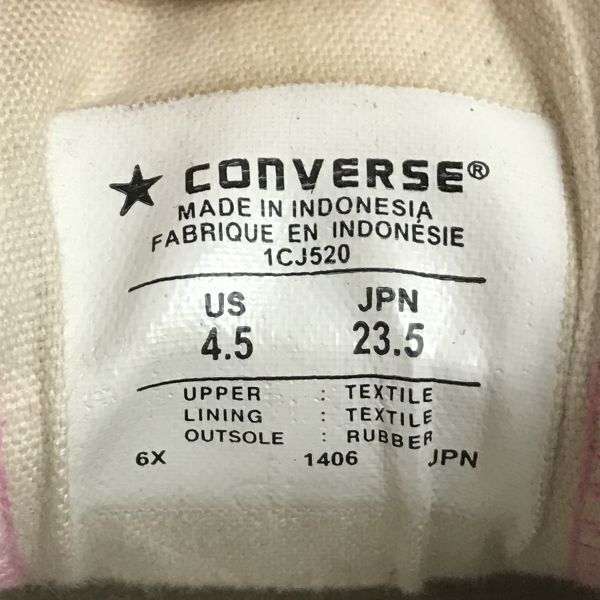 ★ CONVERSE®
MADE IN INDONESIA
FABRIQUE EN INDONÉSIE
1CJ520
US JPN
4.5 23.5
UPPER : TEXTILE
LINING : TEXTILE
OUTSOLE : RUBBER
6X 1406 JPN